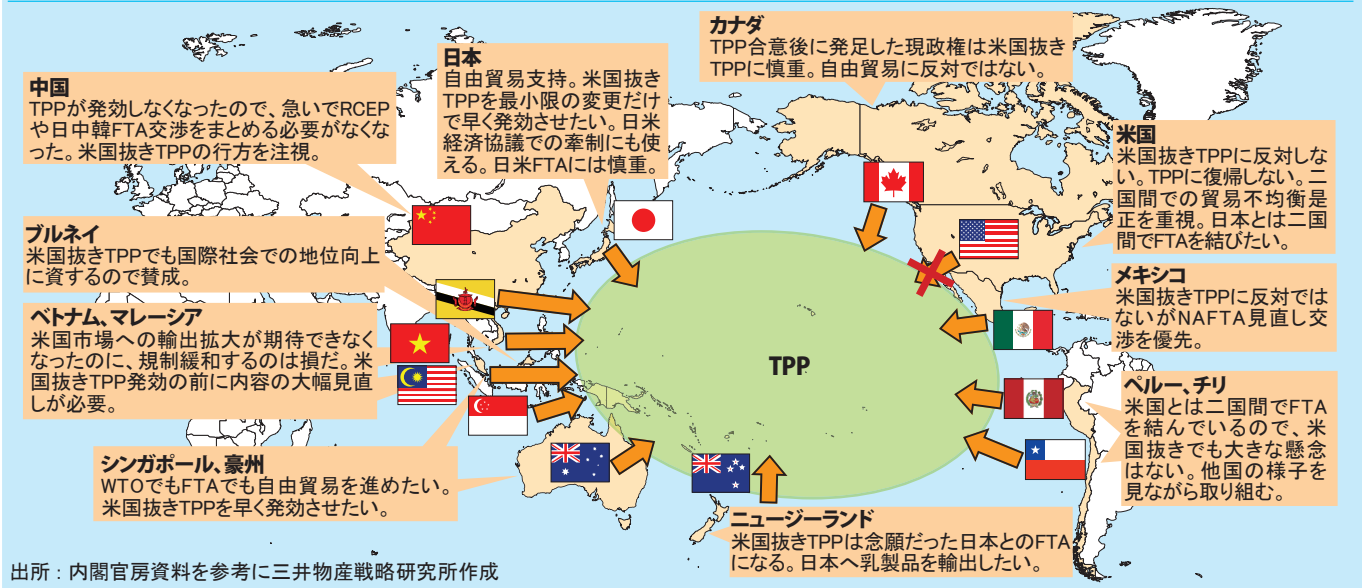 中国
TPPが発効しなくなったので、急いでRCEP
や日中韓FTA交渉をまとめる必要がなくな
った。米国抜きTPPの行方を注視。
日本
自由貿易支持。米国抜き
TPPを最小限の変更だけ
で早く発効させたい。日米
経済協議での牽制にも使
える。日米FTAには慎重。
カナダ
TPP合意後に発足した現政権は米国抜き
TPPに慎重。自由貿易に反対ではない。
米国
米国抜きTPPに反対しな
い。TPPに復帰しない。二
国間での貿易不均衡是
正を重視。日本とは二国
間でFTAを結びたい。
ブルネイ
米国抜きTPPでも国際社会での地位向上
に資するので賛成。
メキシコ
米国抜きTPPに反対では
ないがNAFTA見直し交
渉を優先。
ベトナム、マレーシア
米国市場への輸出拡大が期待できなく
なったのに、規制緩和するのは損だ。米
国抜きTPP発効の前に内容の大幅見直
しが必要。
TPP
ペルー、チリ
米国とは二国間でFTA
を結んでいるので、米
国抜きでも大きな懸念
はない。他国の様子を
見ながら取り組む。
シンガポール、豪州
WTOでもFTAでも自由貿易を進めたい。
米国抜きTPPを早く発効させたい。
ニュージーランド
米国抜きTPPは念願だった日本とのFTA
になる。日本へ乳製品を輸出したい。
出所：内閣官房資料を参考に三井物産戦略研究所作成